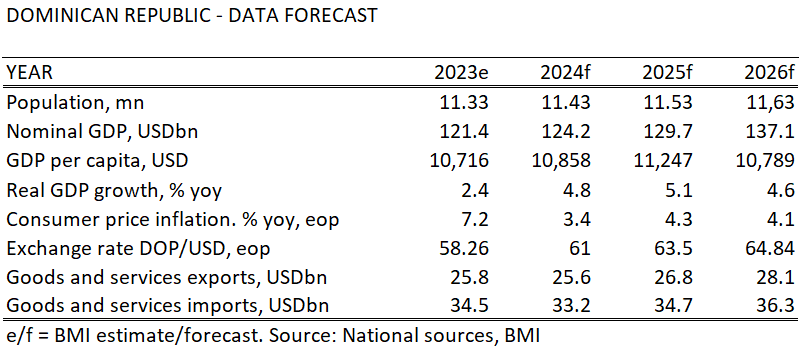 DOMINICAN REPUBLIC - DATA FORECAST
YEAR 2023e 2024f 2025f 2026f
Population, mn 11.33 11.43 11.53 11,63
Nominal GDP, USDbn 121.4 124.2 129.7 137.1
GDP per capita, USD 10,716 10,858 11,247 10,789
Real GDP growth, % yoy 2.4 4.8 5.1 4.6
Consumer price inflation. % yoy, eop 7.2 3.4 4.3 4.1
Exchange rate DOP/USD, eop 58.26 61 63.5 64.84
Goods and services exports, USDbn 25.8 25.6 26.8 28.1
Goods and services imports, USDbn 34.5 33.2 34.7 36.3
e/f = BMI estimate/forecast. Source: National sources, BMI